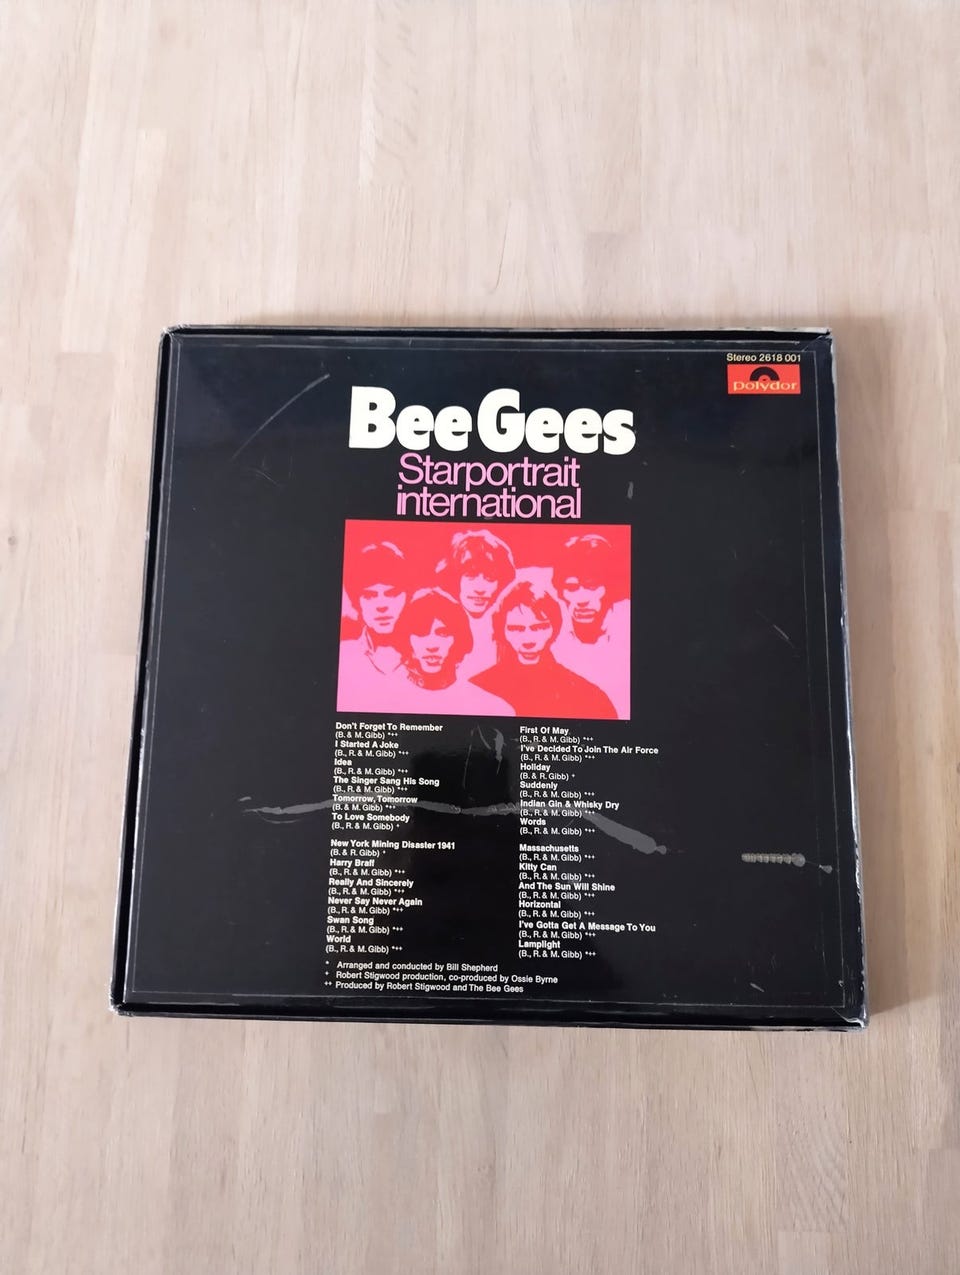 Stereo 2618 001
Polydor
Bee Gees
Starportrait
international
Don't Forget To Remember
(B. & M. Gibb) *++
I Started A Joke
(B., R. & M. Gibb) *++
Idea
(B., R. & M. Gibb) *++
The Singer Sang His Song
(B., R. & M. Gibb) *++
Tomorrow, Tomorrow
(B. & M. Gibb) *++
To Love Somebody
(B., R. & M. Gibb) +
New York Mining Disaster 1941
(B. & R. Gibb) +
Harry Braff
(B., R. & M. Gibb) *++
Really And Sincerely
(B., R. & M. Gibb) *++
Never Say Never Again
(B., R. & M. Gibb) *++
Swan Song
(B., R. & M. Gibb) *++
World
(B., R. & M. Gibb) *++
First Of May
(B., R. & M. Gibb) *++
I've Decided To Join The Air Force
(B., R. & M. Gibb) *++
Holiday
(B. & R. Gibb) +
Suddenly
(B., R. & M. Gibb) *++
Indian Gin & Whisky Dry
(B., R. & M. Gibb) *++
Words
(B., R. & M. Gibb) *++
Massachusetts
(B., R. & M. Gibb) *++
Kitty Can
(B., R. & M. Gibb) *++
And The Sun Will Shine
(B., R. & M. Gibb) *++
Horizontal
(B., R. & M. Gibb) *++
I've Gotta Get A Message To You
(B., R. & M. Gibb) *++
Lamplight
(B., R. & M. Gibb) *++
* Arranged and conducted by Bill Shepherd
+ Robert Stigwood production, co-produced by Ossie Byrne
++ Produced by Robert Stigwood and The Bee Gees